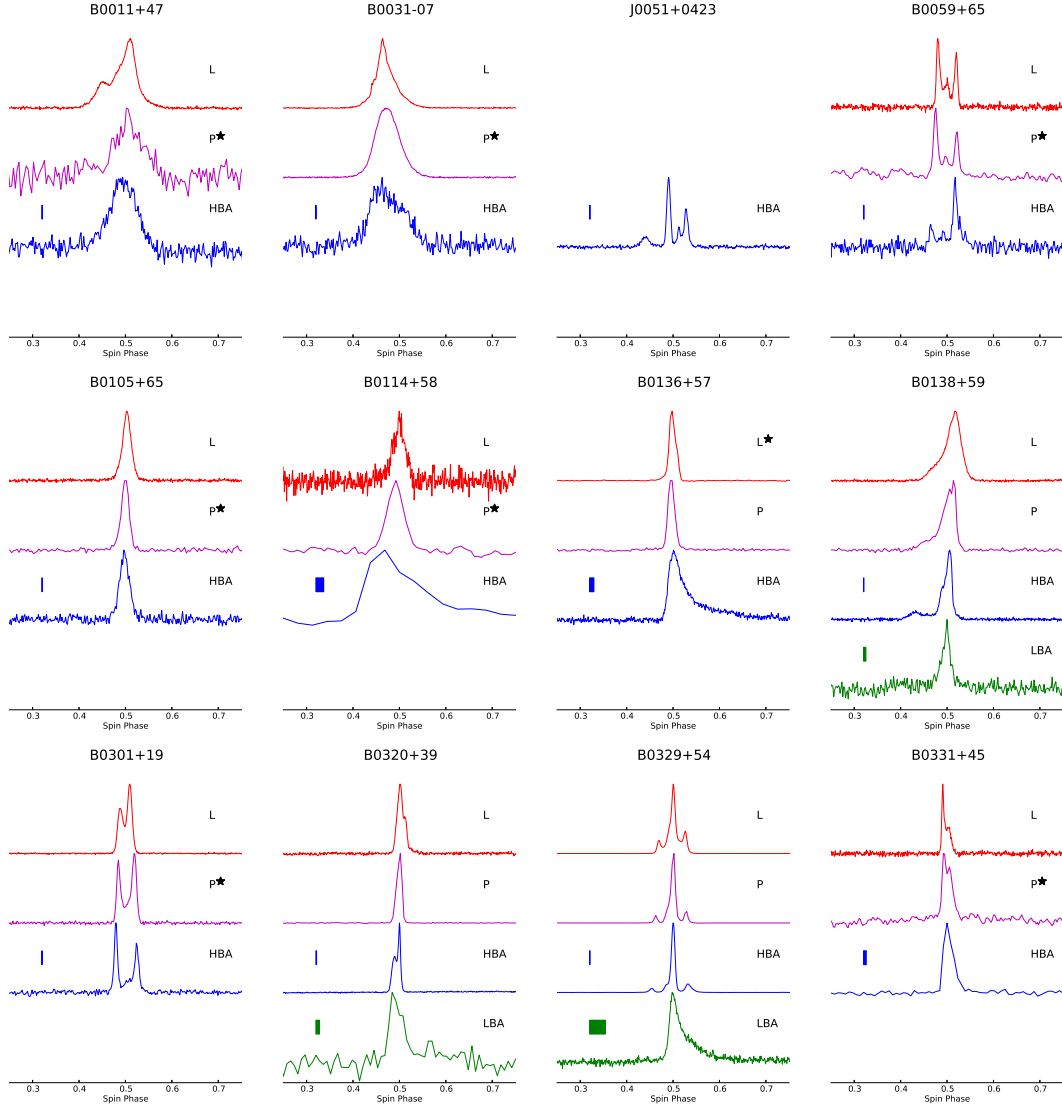 B0011+47 B0031-07 J0051+0423 B0059+65
L L L
P★ P★ P★
HBA HBA HBA HBA
0.3 0.4 0.5 0.6 0.7 0.3 0.4 0.5 0.6 0.7 0.3 0.4 0.5 0.6 0.7 0.3 0.4 0.5 0.6 0.7
Spin Phase Spin Phase Spin Phase Spin Phase
B0105+65 B0114+58 B0136+57 B0138+59
L L L★ L
P★ P★ P P
HBA HBA HBA HBA
LBA
0.3 0.4 0.5 0.6 0.7 0.3 0.4 0.5 0.6 0.7 0.3 0.4 0.5 0.6 0.7 0.3 0.4 0.5 0.6 0.7
Spin Phase Spin Phase Spin Phase Spin Phase
B0301+19 B0320+39 B0329+54 B0331+45
L L L L
P★ P P P★
HBA HBA HBA HBA
LBA LBA
0.3 0.4 0.5 0.6 0.7 0.3 0.4 0.5 0.6 0.7 0.3 0.4 0.5 0.6 0.7 0.3 0.4 0.5 0.6 0.7
Spin Phase Spin Phase Spin Phase Spin Phase